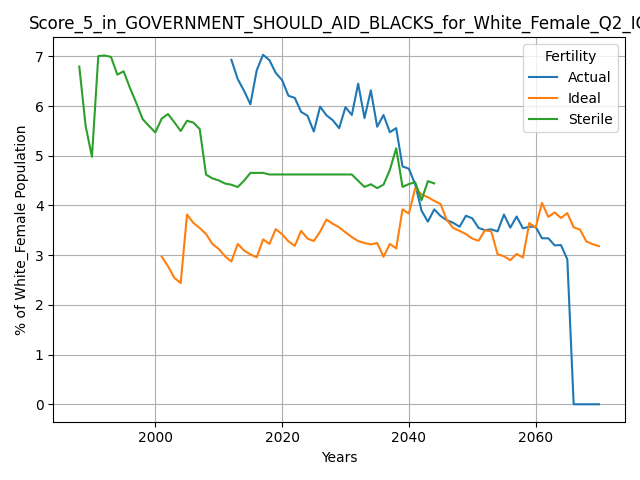 Score_5_in_GOVERNMENT_SHOULD_AID_BLACKS_for_White_Female_Q2_IC
Fertility
Actual
Ideal
Sterile
% of White_Female Population
7
6
5
4
3
2
1
0
2000 2020 2040 2060
Years